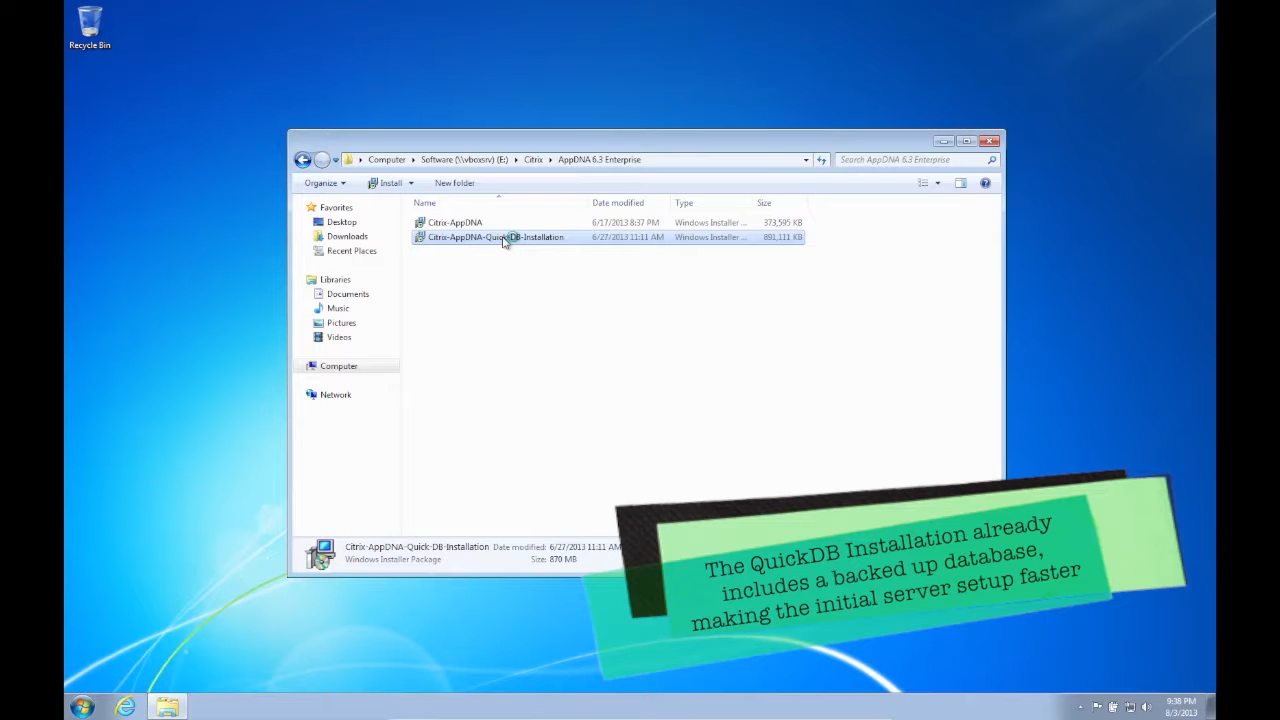 Recycle Bin
Computer
Software (\\vboxsrv) (E:)
Citrix
AppDNA 6.3 Enterprise
Search AppDNA 6.3 Enterprise
Organize
Install
New folder
Name
Date modified
Type
Size
Favorites
Desktop
Downloads
Recent Places
Libraries
Documents
Music
Pictures
Videos
Computer
Network
Citrix-AppDNA 6/17/2013 8:37 PM Windows Installer ... 373,595 KB
Citrix-AppDNA-Quick-DB-Installation 6/27/2013 11:11 AM Windows Installer ... 891,111 KB
Citrix-AppDNA-Quick-DB-Installation Date modified: 6/27/2013 11:11 AM
Windows Installer Package Size: 870 MB
The QuickDB Installation already
includes a backed up database,
making the initial server setup faster
9:38 PM
8/3/2013